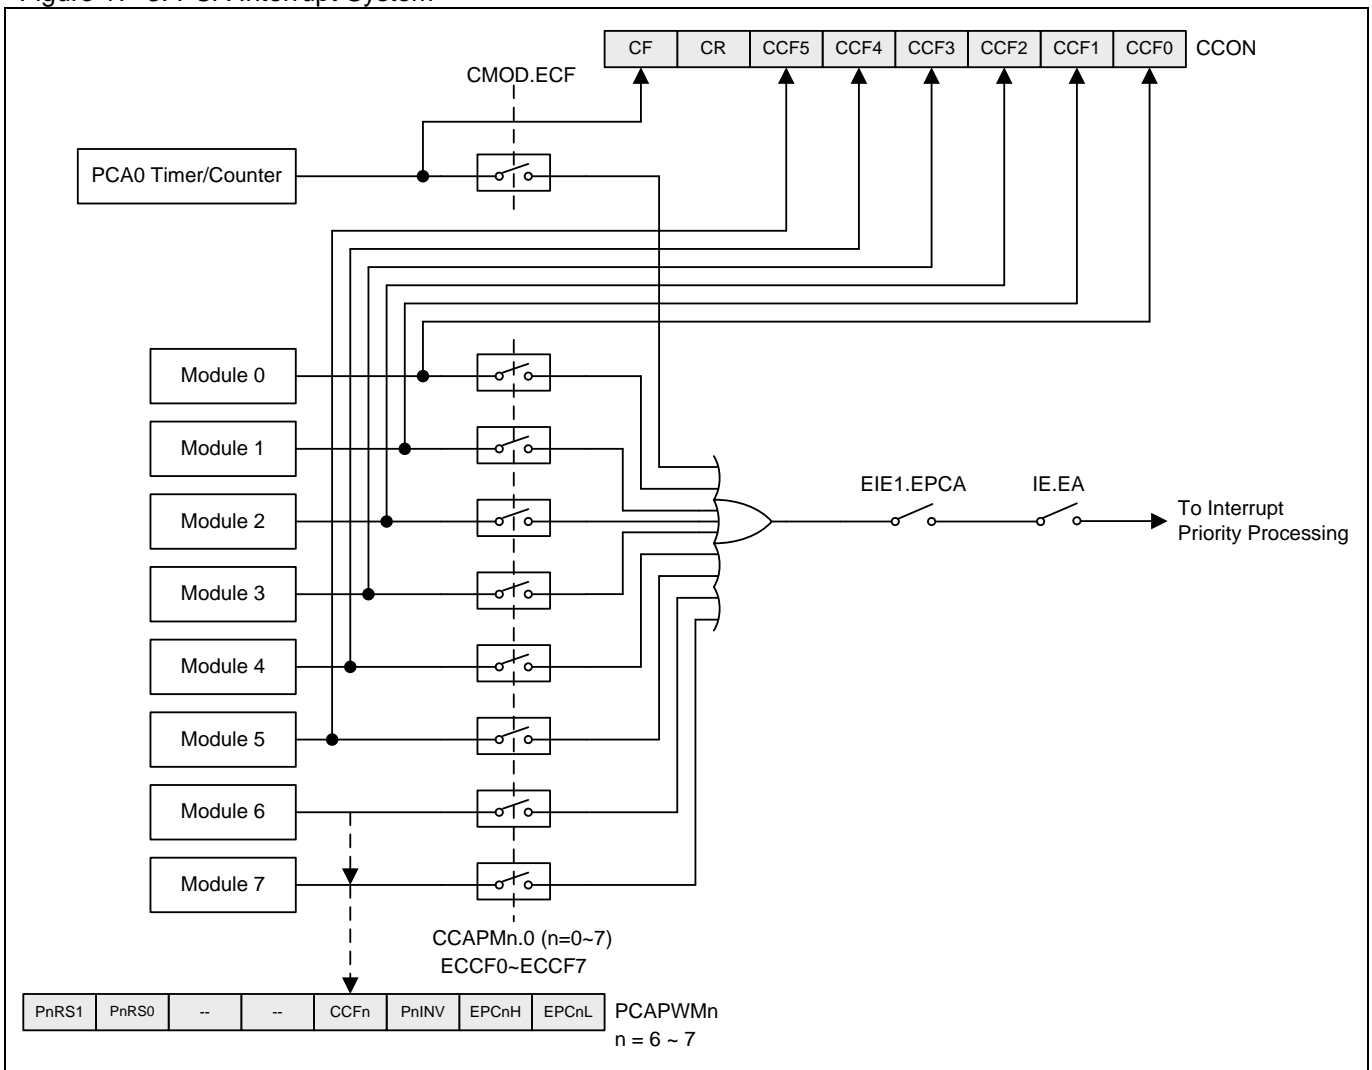 CF CR CCF5 CCF4 CCF3 CCF2 CCF1 CCF0 CCON
CMOD.ECF
PCA0 Timer/Counter
Module 0
Module 1
Module 2
Module 3
Module 4
Module 5
Module 6
Module 7
EIE1.EPCA
IE.EA
To Interrupt
Priority Processing
CCAPMn.0 (n=0~7)
ECCF0~ECCF7
PnRS1 PnRS0 -- -- CCFn PnINV EPCnH EPCnL PCAPWMn
n = 6 ~ 7